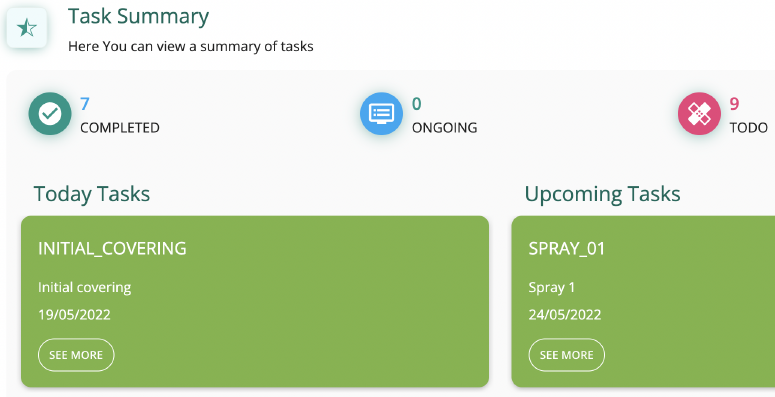 Task Summary
Here You can view a summary of tasks
7
COMPLETED
0
ONGOING
9
TODO
Today Tasks
INITIAL_COVERING
Initial covering
19/05/2022
SEE MORE
Upcoming Tasks
SPRAY_01
Spray 1
24/05/2022
SEE MORE